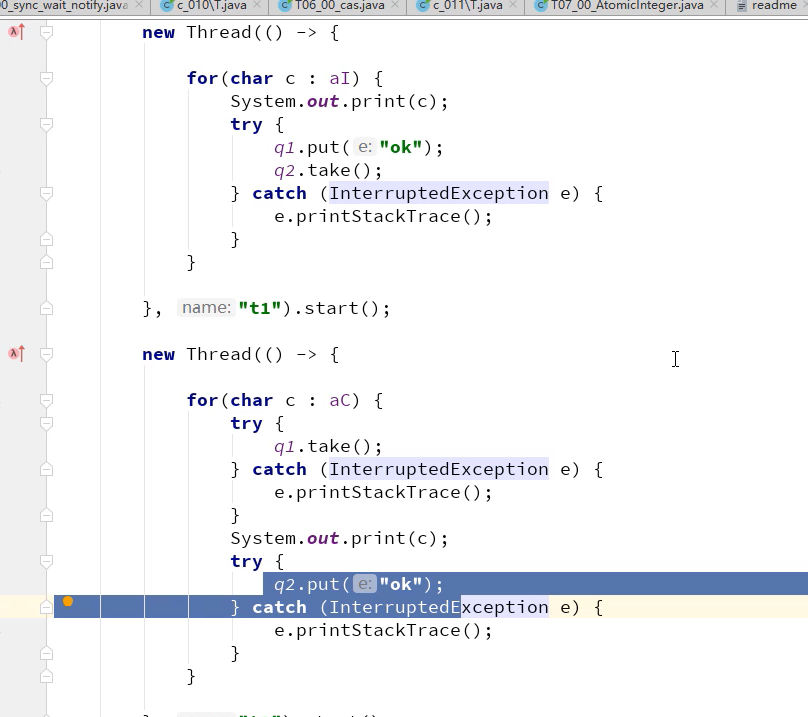 0_sync_wait_notify.java c_010\T.java T06_00_cas.java c_011\T.java T07_00_AtomicInteger.java readme
new Thread(() -> {
for(char c : aI) {
System.out.print(c);
try {
q1.put( e: "ok");
q2.take();
} catch (InterruptedException e) {
e.printStackTrace();
}
}
}, name: "t1").start();
new Thread(() -> {
for(char c : aC) {
try {
q1.take();
} catch (InterruptedException e) {
e.printStackTrace();
}
System.out.print(c);
try {
q2.put( e: "ok");
} catch (InterruptedException e) {
e.printStackTrace();
}
}